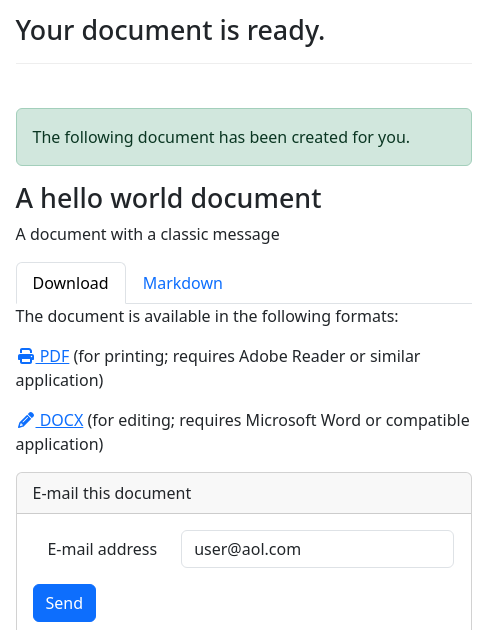 Your document is ready.
The following document has been created for you.
A hello world document
A document with a classic message
Download
Markdown
The document is available in the following formats:
PDF (for printing; requires Adobe Reader or similar
application)
DOCX (for editing; requires Microsoft Word or compatible
application)
E-mail this document
E-mail address
user@aol.com
Send